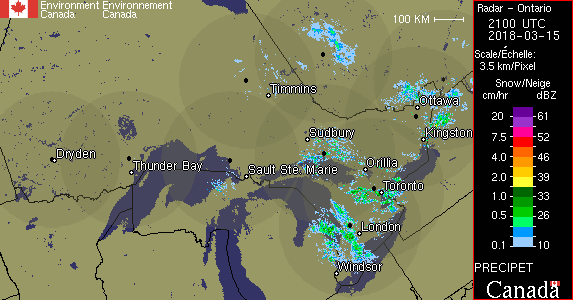 Environment Environnement
Canada Canada
100 KM
Radar - Ontario
2100 UTC
2018-03-15
Scale/Échelle:
3.5 km/Pixel
Snow/Neige
cm/hr dBZ
20 61
7.5 52
4.0 46
2.0 39
1.0 33
0.5 26
0.1 10
PRECIPET
Canada
Timmins
Ottawa
Sudbury
Kingston
Dryden
Thunder Bay
Sault Ste. Marie
Orillia
Toronto
London
Windsor